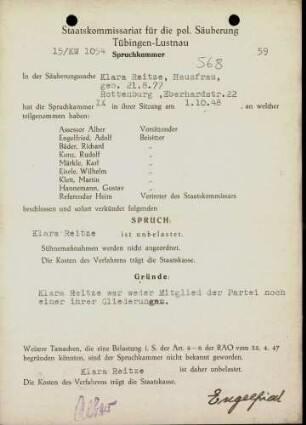 Staatskommissariat für die pol. Säuberung
Tübingen-Lustnau
15/KW 1054 Spruchkammer 59
568
In der Säuberungssache Klara Reitze, Hausfrau,
geb. 21.8.77
Rottenburg ,Eberhardstr.22
hat die Spruchkammer IX in ihrer Sitzung am 1.10.48 , an welcher
teilgenommen haben:
Assessor Alber Vorsitzender
Engelfried, Adolf Beisitzer
Bäder, Richard "
Kunz, Rudolf "
Märkle, Karl "
Eisele, Wilhelm "
Klett, Martin "
Hannemann, Gustav "
Referendar Heim Vertreter des Staatskommissars
beschlossen und sofort verkündet folgenden
SPRUCH:
Klara Reitze ist unbelastet.
Sühnemaßnahmen werden nicht angeordnet.
Die Kosten des Verfahrens trägt die Staatskasse.
Gründe:
Klara Reitze war weder Mitglied der Partei noch
einer ihrer Gliederungen.
Weitere Tatsachen, die eine Belastung i. S. der Art 4–6 der RAO vom 22. 4. 47
begründen könnten, sind der Spruchkammer nicht bekannt geworden.
Klara Reitze ist daher unbelastet.
Die Kosten des Verfahrens trägt die Staatskasse.
Alber Engelfried